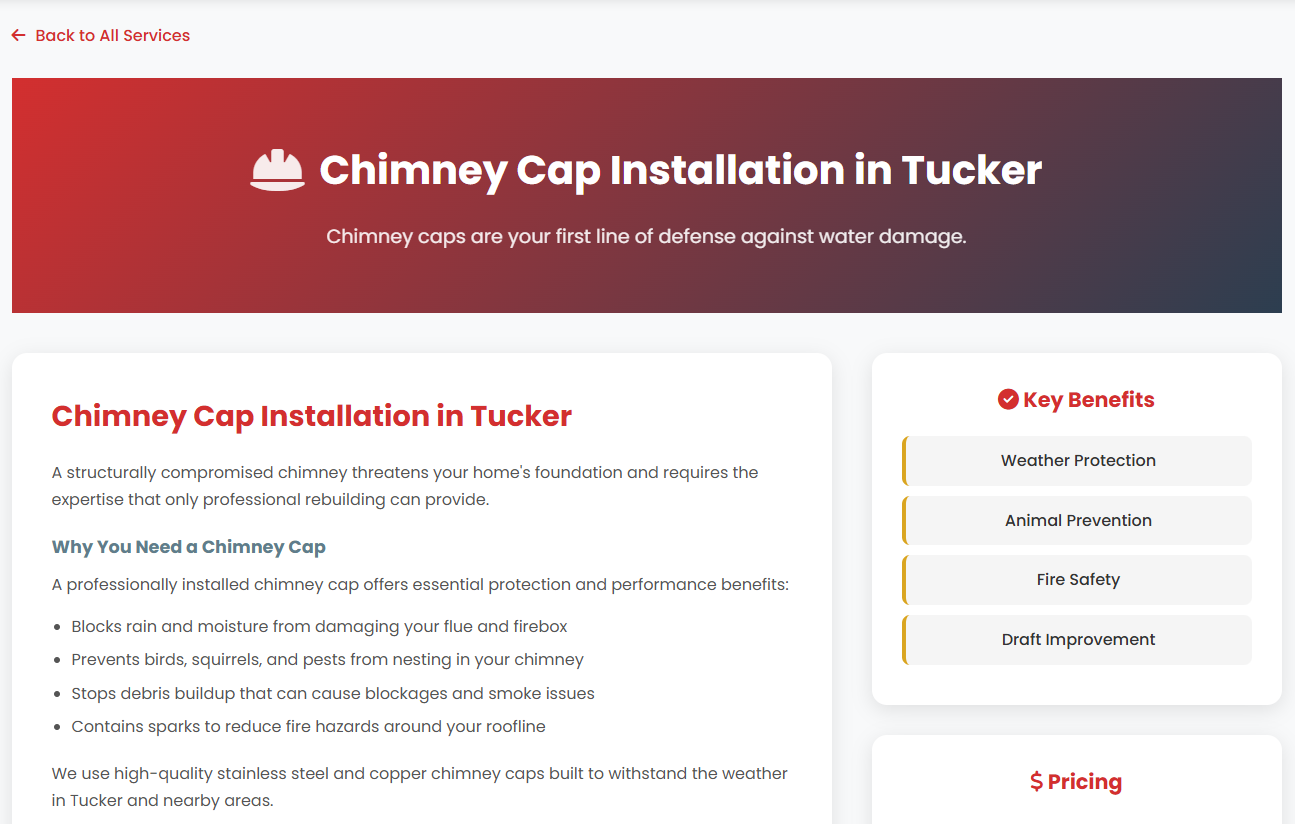 Back to All Services
Chimney Cap Installation in Tucker
Chimney caps are your first line of defense against water damage.
Chimney Cap Installation in Tucker
A structurally compromised chimney threatens your home's foundation and requires the
expertise that only professional rebuilding can provide.
Why You Need a Chimney Cap
A professionally installed chimney cap offers essential protection and performance benefits:
• Blocks rain and moisture from damaging your flue and firebox
• Prevents birds, squirrels, and pests from nesting in your chimney
• Stops debris buildup that can cause blockages and smoke issues
• Contains sparks to reduce fire hazards around your roofline
We use high-quality stainless steel and copper chimney caps built to withstand the weather
in Tucker and nearby areas.
Key Benefits
Weather Protection
Animal Prevention
Fire Safety
Draft Improvement
$ Pricing